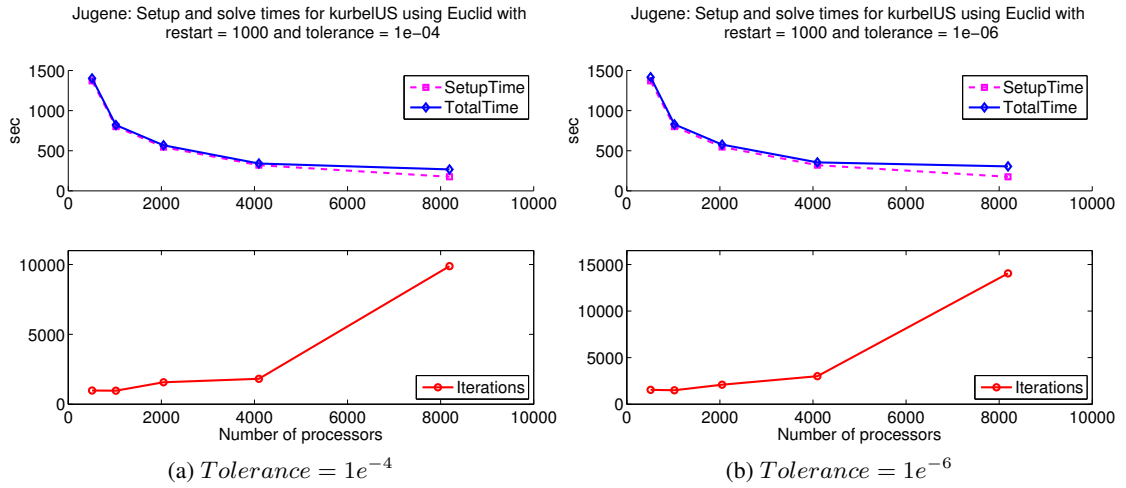 Jugene: Setup and solve times for kurbelUS using Euclid with
restart = 1000 and tolerance = 1e−04
1500
1000
500
0
sec
SetupTime
TotalTime
0 2000 4000 6000 8000 10000
10000
5000
0
Iterations
0 2000 4000 6000 8000 10000
Number of processors
(a) Tolerance = 1e−4
Jugene: Setup and solve times for kurbelUS using Euclid with
restart = 1000 and tolerance = 1e−06
1500
1000
500
0
sec
SetupTime
TotalTime
0 2000 4000 6000 8000 10000
15000
10000
5000
0
Iterations
0 2000 4000 6000 8000 10000
Number of processors
(b) Tolerance = 1e−6